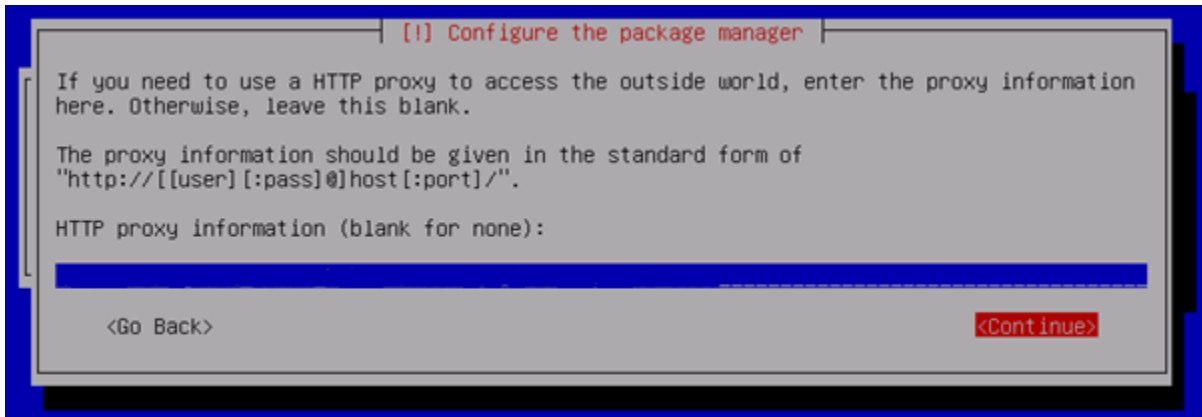 [!] Configure the package manager
If you need to use a HTTP proxy to access the outside world, enter the proxy information
here. Otherwise, leave this blank.
The proxy information should be given in the standard form of
"http://[[user][:pass]@]host[:port]/".
HTTP proxy information (blank for none):
<Go Back>
<Continue>